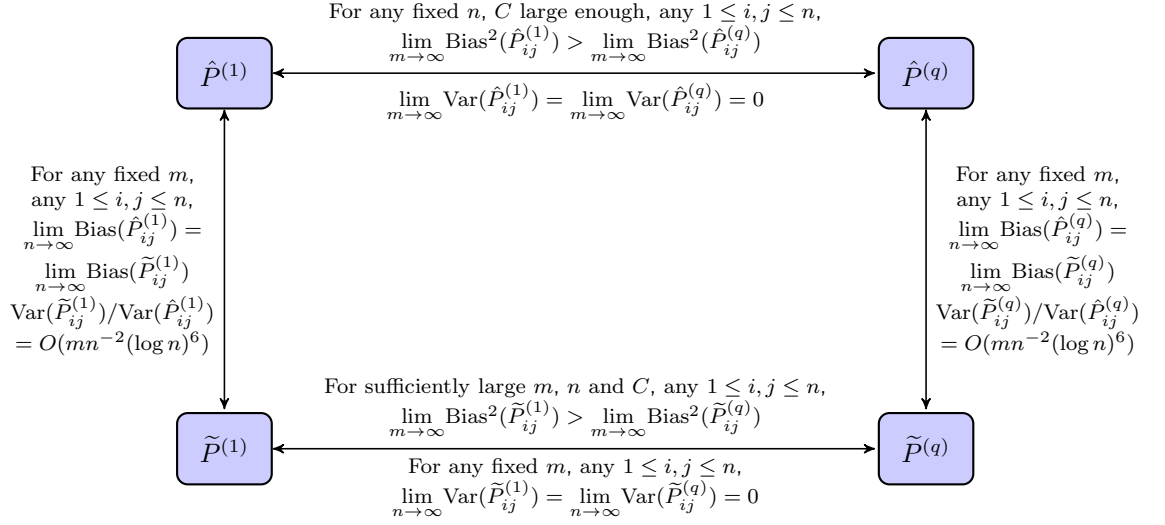 For any fixed n, C large enough, any 1 ≤ i, j ≤ n,
lim_{m→∞} Bias²(P̂_{ij}^{(1)}) > lim_{m→∞} Bias²(P̂_{ij}^{(q)})
P̂^{(1)}
P̂^{(q)}
lim_{m→∞} Var(P̂_{ij}^{(1)}) = lim_{m→∞} Var(P̂_{ij}^{(q)}) = 0
For any fixed m,
any 1 ≤ i, j ≤ n,
lim_{n→∞} Bias(P̂_{ij}^{(1)}) =
lim_{n→∞} Bias(P̃_{ij}^{(1)})
Var(P̃_{ij}^{(1)})/Var(P̂_{ij}^{(1)})
= O(mn^{-2}(log n)^6)
For any fixed m,
any 1 ≤ i, j ≤ n,
lim_{n→∞} Bias(P̂_{ij}^{(q)}) =
lim_{n→∞} Bias(P̃_{ij}^{(q)})
Var(P̃_{ij}^{(q)})/Var(P̂_{ij}^{(q)})
= O(mn^{-2}(log n)^6)
For sufficiently large m, n and C, any 1 ≤ i, j ≤ n,
lim_{m→∞} Bias²(P̃_{ij}^{(1)}) > lim_{m→∞} Bias²(P̃_{ij}^{(q)})
P̃^{(1)}
P̃^{(q)}
For any fixed m, any 1 ≤ i, j ≤ n,
lim_{n→∞} Var(P̃_{ij}^{(1)}) = lim_{n→∞} Var(P̃_{ij}^{(q)}) = 0